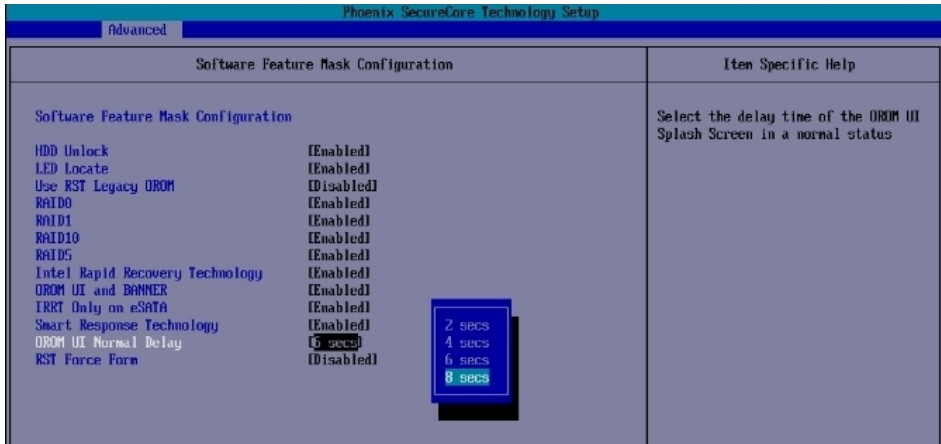 Phoenix SecureCore Technology Setup
Advanced
Software Feature Mask Configuration
Item Specific Help
Software Feature Mask Configuration
Select the delay time of the OROM UI
Splash Screen in a normal status
HDD Unlock [Enabled]
LED Locate [Enabled]
Use RST Legacy OROM [Disabled]
RAID0 [Enabled]
RAID1 [Enabled]
RAID10 [Enabled]
RAID5 [Enabled]
Intel Rapid Recovery Technology [Enabled]
OROM UI and BANNER [Enabled]
IRRT Only on eSATA [Enabled]
Smart Response Technology [Enabled]
OROM UI Normal Delay [6 secs]
RST Force Form [Disabled]
2 secs
4 secs
6 secs
8 secs